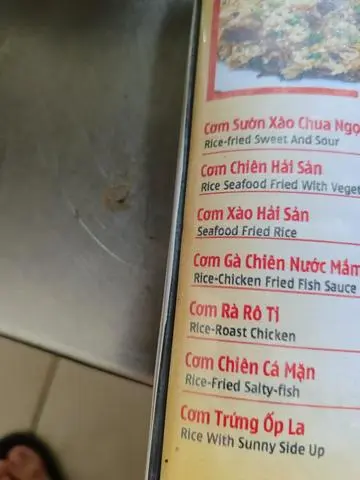 Cơm Sườn Xào Chua Ngọ
Rice-fried Sweet And Sour
Cơm Chiên Hải Sản
Rice Seafood Fried With Veget
Cơm Xào Hải Sản
Seafood Fried Rice
Cơm Gà Chiên Nước Mắm
Rice-Chicken Fried Fish Sauce
Cơm Rà Rô Ti
Rice-Roast Chicken
Cơm Chiên Cá Mặn
Rice-Fried Salty-fish
Cơm Trứng Ốp La
Rice With Sunny Side Up